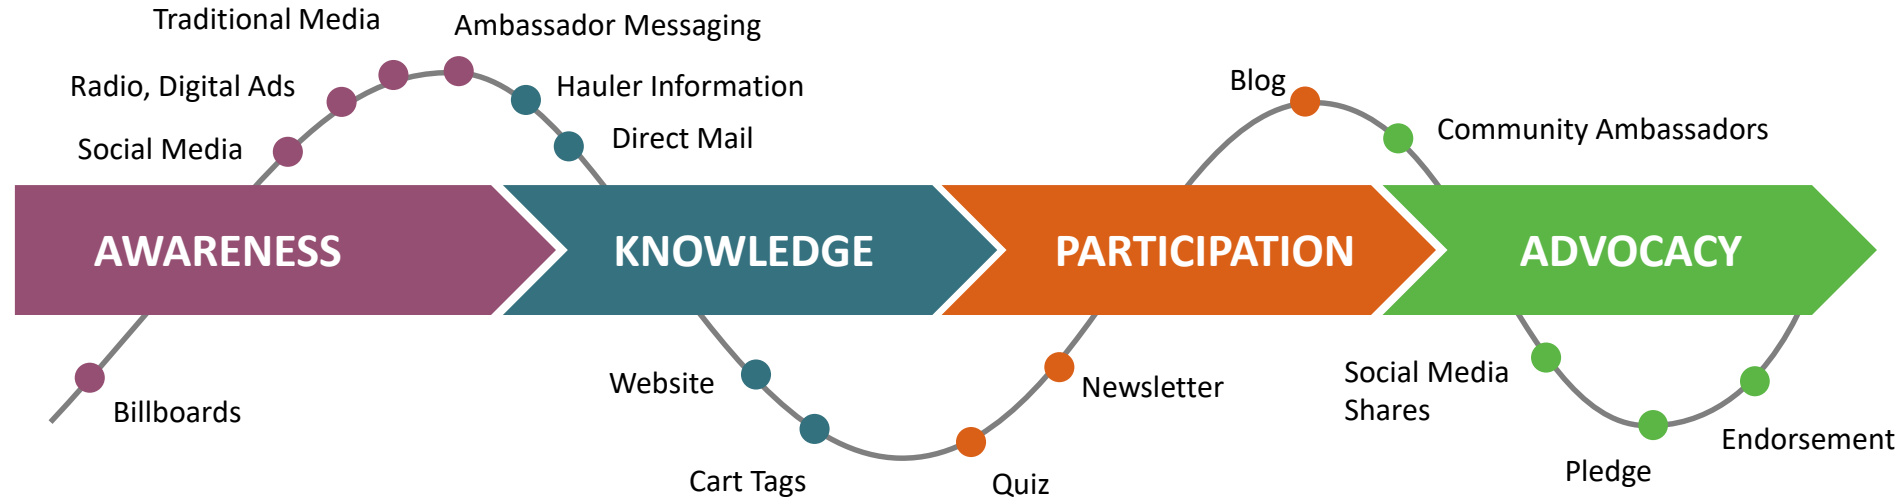 Traditional Media
Ambassador Messaging
Radio, Digital Ads
Hauler Information
Blog
Social Media
Direct Mail
Community Ambassadors
AWARENESS
KNOWLEDGE
PARTICIPATION
ADVOCACY
Billboards
Website
Newsletter
Social Media
Shares
Cart Tags
Quiz
Pledge
Endorsement